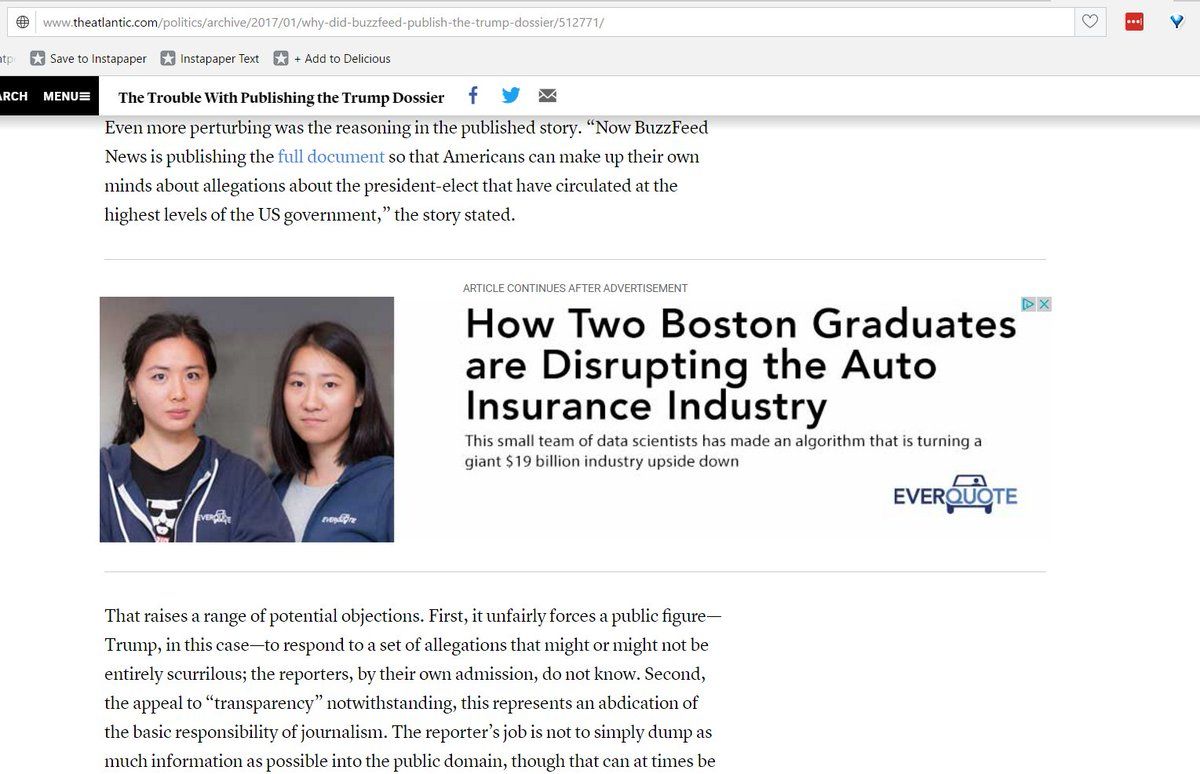 www.theatlantic.com/politics/archive/2017/01/why-did-buzzfeed-publish-the-trump-dossier/512771/
Save to Instapaper Instapaper Text + Add to Delicious
ARCH MENU The Trouble With Publishing the Trump Dossier
Even more perturbing was the reasoning in the published story. “Now BuzzFeed
News is publishing the full document so that Americans can make up their own
minds about allegations about the president-elect that have circulated at the
highest levels of the US government,” the story stated.
ARTICLE CONTINUES AFTER ADVERTISEMENT
How Two Boston Graduates
are Disrupting the Auto
Insurance Industry
This small team of data scientists has made an algorithm that is turning a
giant $19 billion industry upside down
EVERQUOTE
EVERQUOTE
EVERQUOTE
That raises a range of potential objections. First, it unfairly forces a public figure—
Trump, in this case—to respond to a set of allegations that might or might not be
entirely scurrilous; the reporters, by their own admission, do not know. Second,
the appeal to “transparency” notwithstanding, this represents an abdication of
the basic responsibility of journalism. The reporter’s job is not to simply dump as
much information as possible into the public domain, though that can at times be